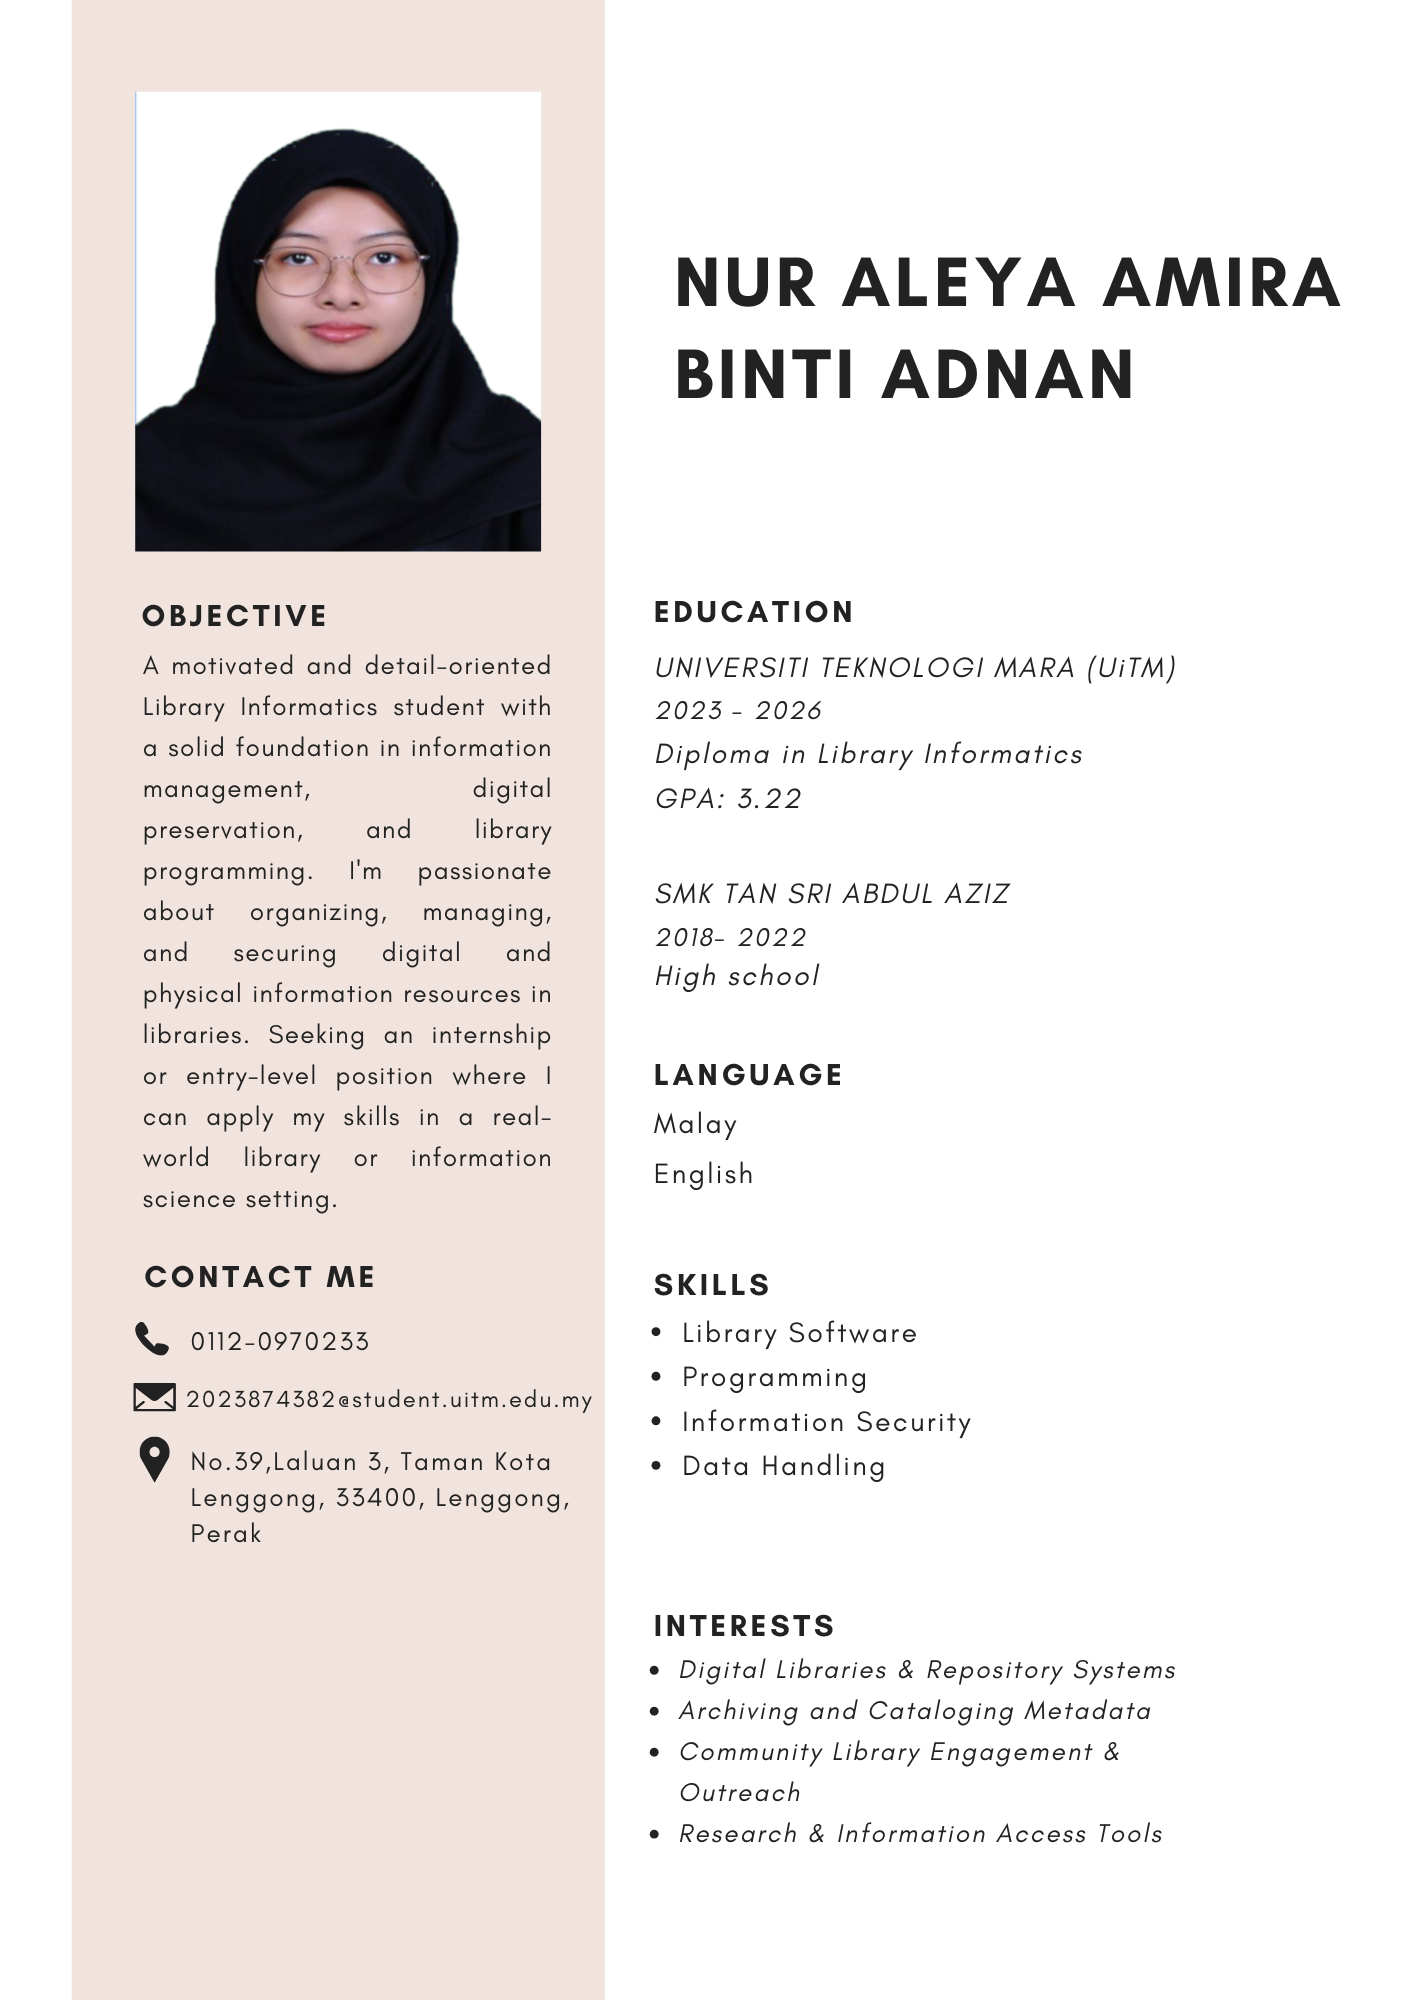 NUR ALEYA AMIRA
BINTI ADNAN
OBJECTIVE
A motivated and detail-oriented
Library Informatics student with
a solid foundation in information
management, digital
preservation, and library
programming. I'm passionate
about organizing, managing,
and securing digital and
physical information resources in
libraries. Seeking an internship
or entry-level position where I
can apply my skills in a real-
world library or information
science setting.
CONTACT ME
0112-0970233
2023874382@student.uitm.edu.my
No.39,Laluan 3, Taman Kota
Lenggong, 33400, Lenggong,
Perak
EDUCATION
UNIVERSITI TEKNOLOGI MARA (UiTM)
2023 - 2026
Diploma in Library Informatics
GPA: 3.22
SMK TAN SRI ABDUL AZIZ
2018- 2022
High school
LANGUAGE
Malay
English
SKILLS
• Library Software
• Programming
• Information Security
• Data Handling
INTERESTS
• Digital Libraries & Repository Systems
• Archiving and Cataloging Metadata
• Community Library Engagement &
Outreach
• Research & Information Access Tools